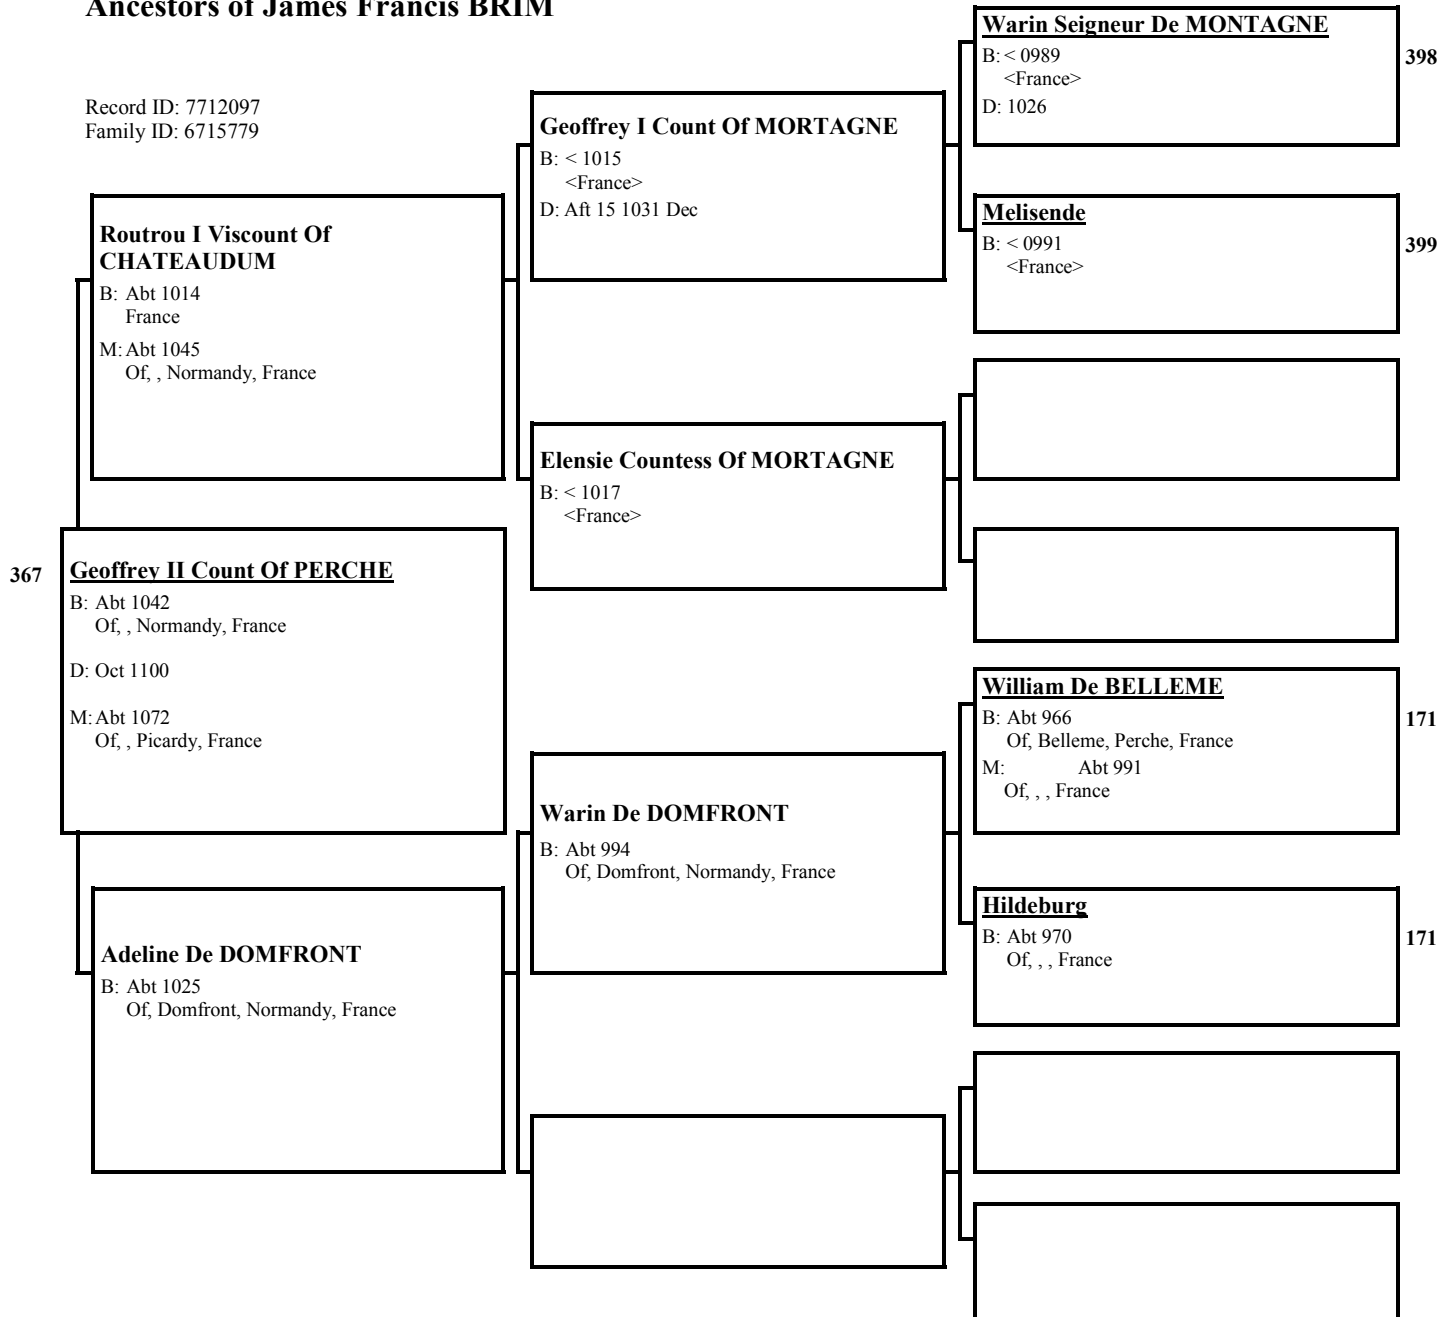 Ancestors of James Francis BRIM
Record ID: 7712097
Family ID: 6715779
367
Geoffrey II Count Of PERCHE
B: Abt 1042
Of, , Normandy, France
D: Oct 1100
M: Abt 1072
Of, , Picardy, France
Routrou I Viscount Of
CHATEAUDUM
B: Abt 1014
France
M: Abt 1045
Of, , Normandy, France
Adeline De DOMFRONT
B: Abt 1025
Of, Domfront, Normandy, France
Geoffrey I Count Of MORTAGNE
B: < 1015
<France>
D: Aft 15 1031 Dec
Elensie Countess Of MORTAGNE
B: < 1017
<France>
Warin De DOMFRONT
B: Abt 994
Of, Domfront, Normandy, France
Warin Seigneur De MONTAGNE
B: < 0989
<France>
D: 1026
398
Melisende
B: < 0991
<France>
399
William De BELLEME
B: Abt 966
Of, Belleme, Perche, France
M: Abt 991
Of, , , France
171
Hildeburg
B: Abt 970
Of, , , France
171